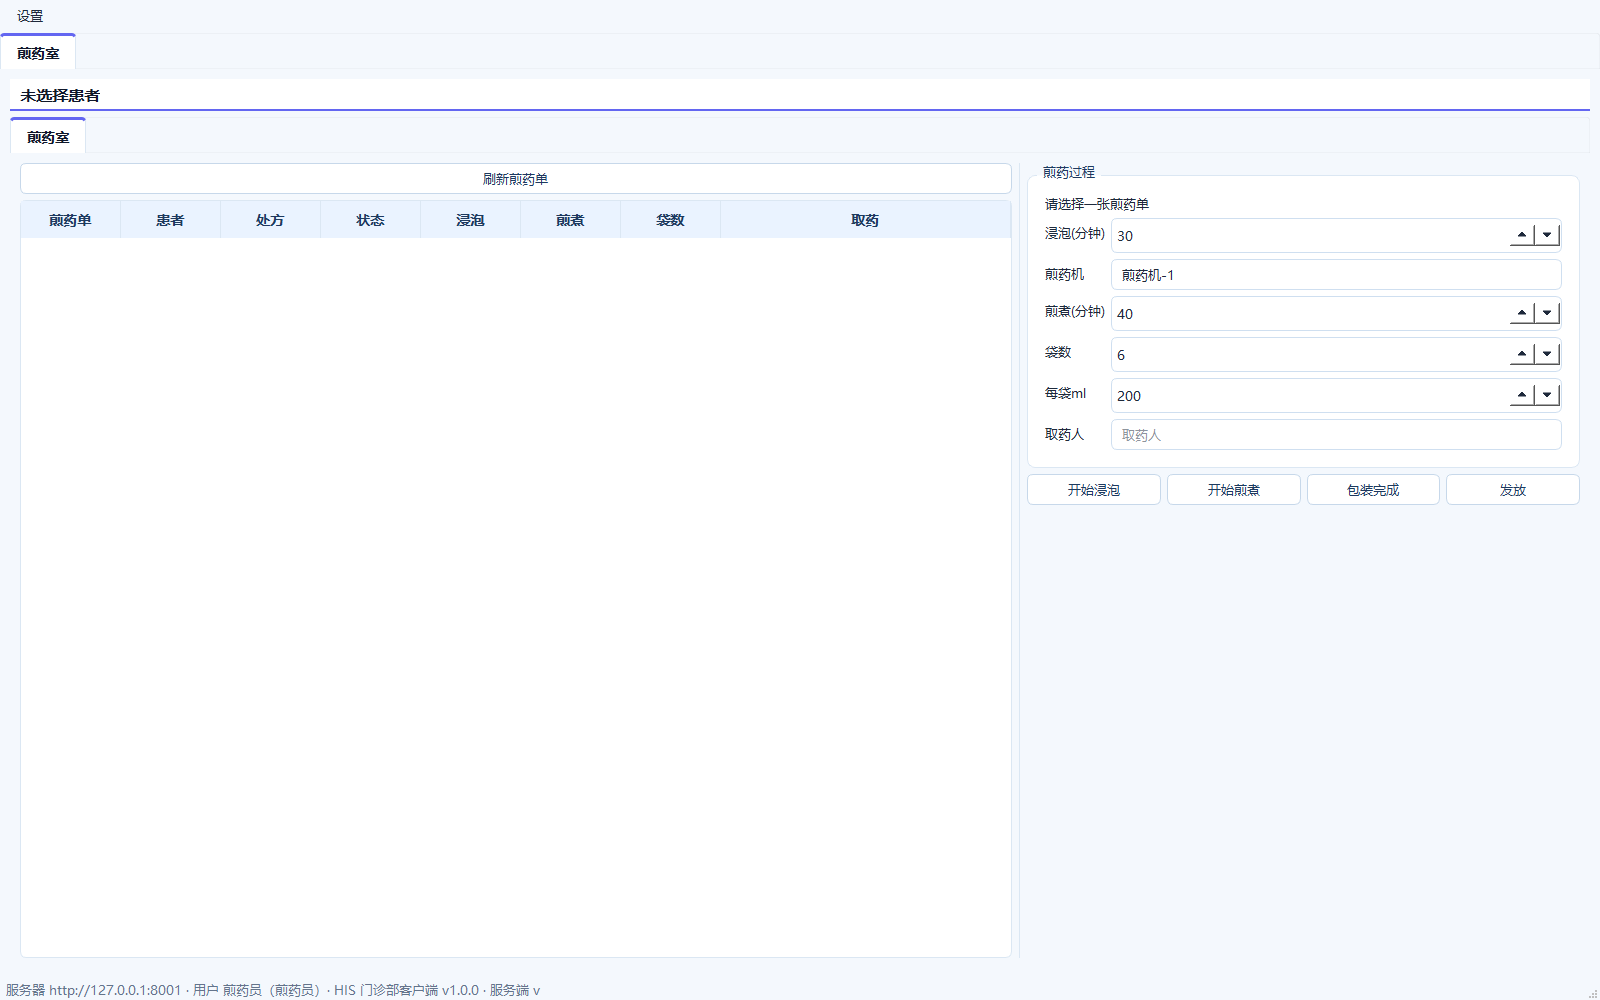 设置
煎药室
未选择患者
煎药室
刷新煎药单
煎药单 患者 处方 状态 浸泡 煎煮 袋数 取药
煎药过程
请选择一张煎药单
浸泡(分钟) 30
煎药机 煎药机-1
煎煮(分钟) 40
袋数 6
每袋ml 200
取药人 取药人
开始浸泡 开始煎煮 包装完成 发放
服务器 http://127.0.0.1:8001 · 用户 煎药员（煎药员）· HIS 门诊部客户端 v1.0.0 · 服务端 v